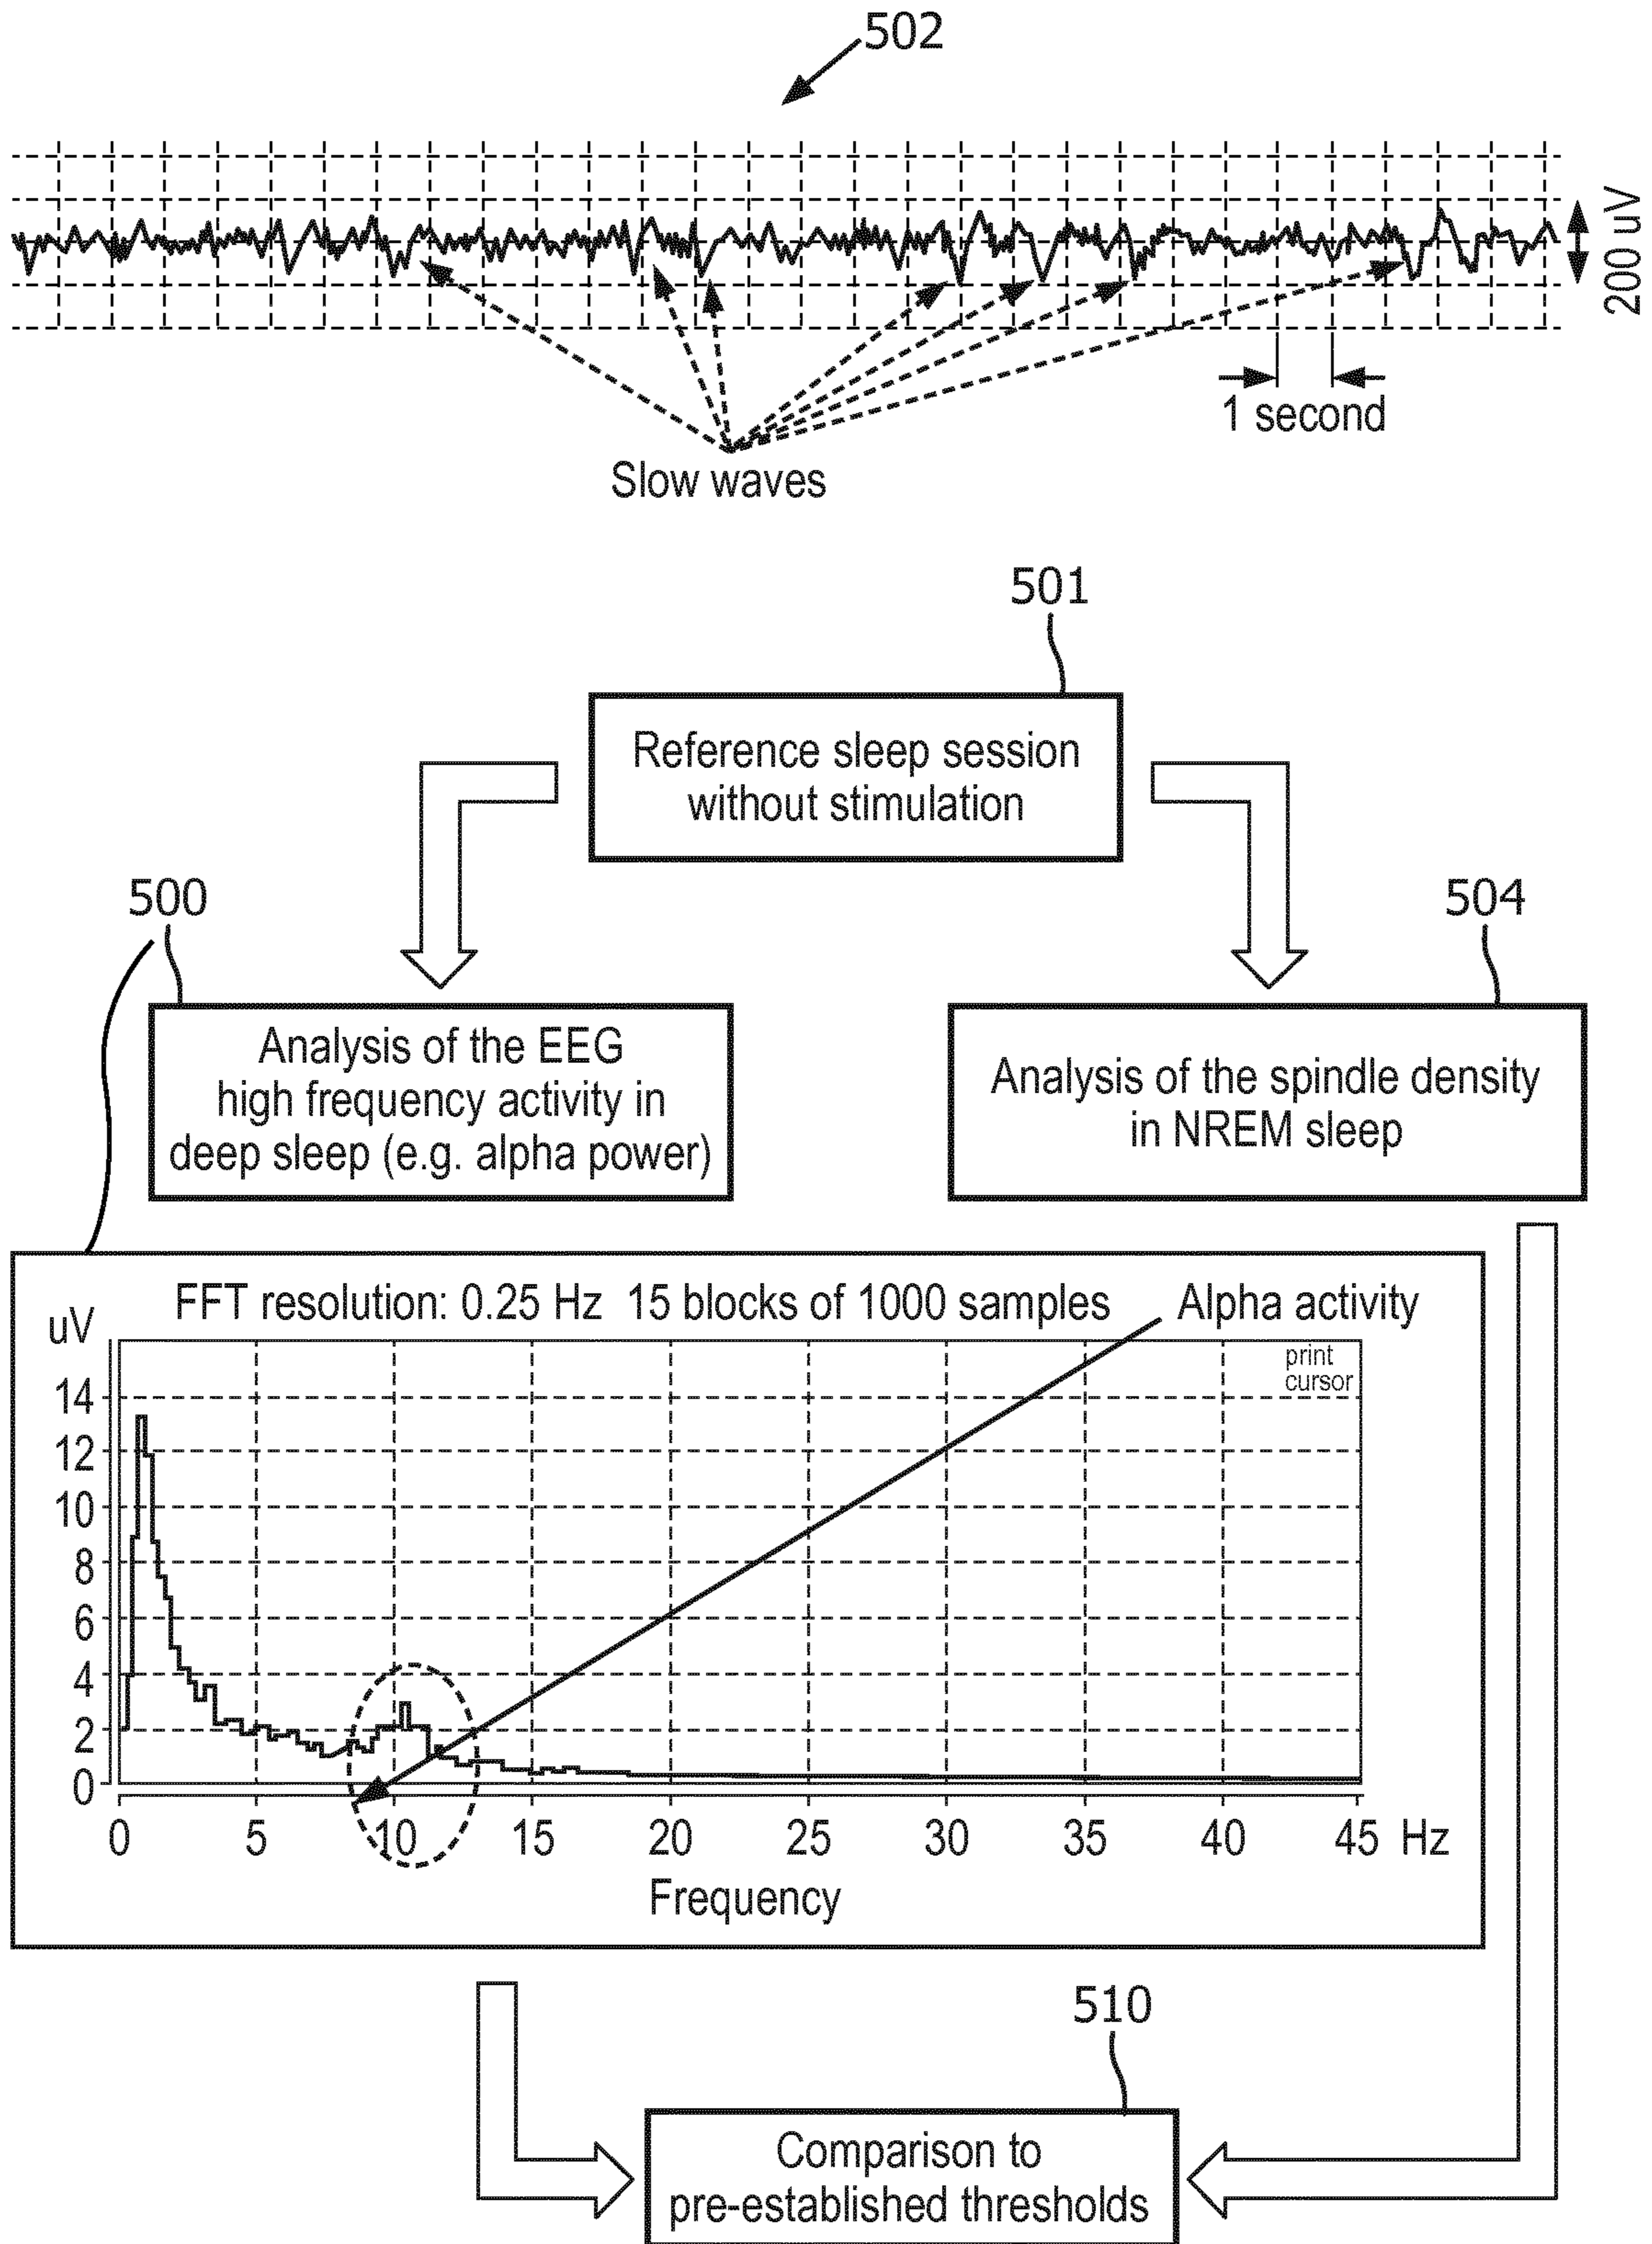 502
200 uV
1 second
Slow waves
501
Reference sleep session
without stimulation
500
504
Analysis of the EEG
high frequency activity in
deep sleep (e.g. alpha power)
Analysis of the spindle density
in NREM sleep
FFT resolution: 0.25 Hz 15 blocks of 1000 samples
Alpha activity
uV
print
cursor
14
12
10
8
6
4
2
0
0 5 10 15 20 25 30 35 40 45 Hz
Frequency
510
Comparison to
pre-established thresholds